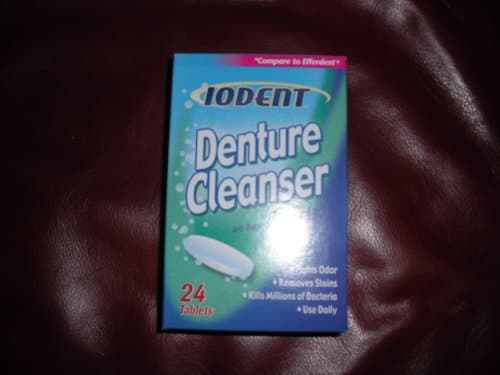 *Compare to Efferdent*
IODENT
Denture
Cleanser
Fights Odor
• Removes Stains
• Kills Millions of Bacteria
• Use Daily
24
Tablets